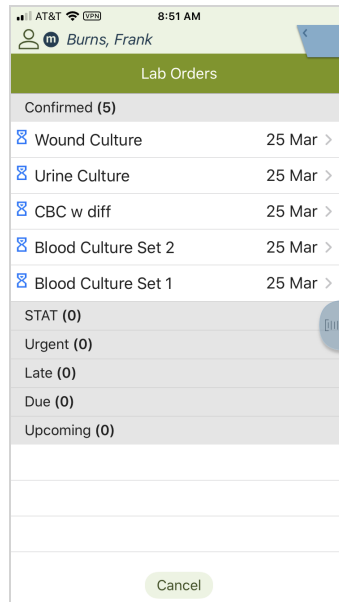 AT&T VPN 8:51 AM
m Burns, Frank
Lab Orders
Confirmed (5)
Wound Culture 25 Mar
Urine Culture 25 Mar
CBC w diff 25 Mar
Blood Culture Set 2 25 Mar
Blood Culture Set 1 25 Mar
STAT (0)
Urgent (0)
Late (0)
Due (0)
Upcoming (0)
Cancel